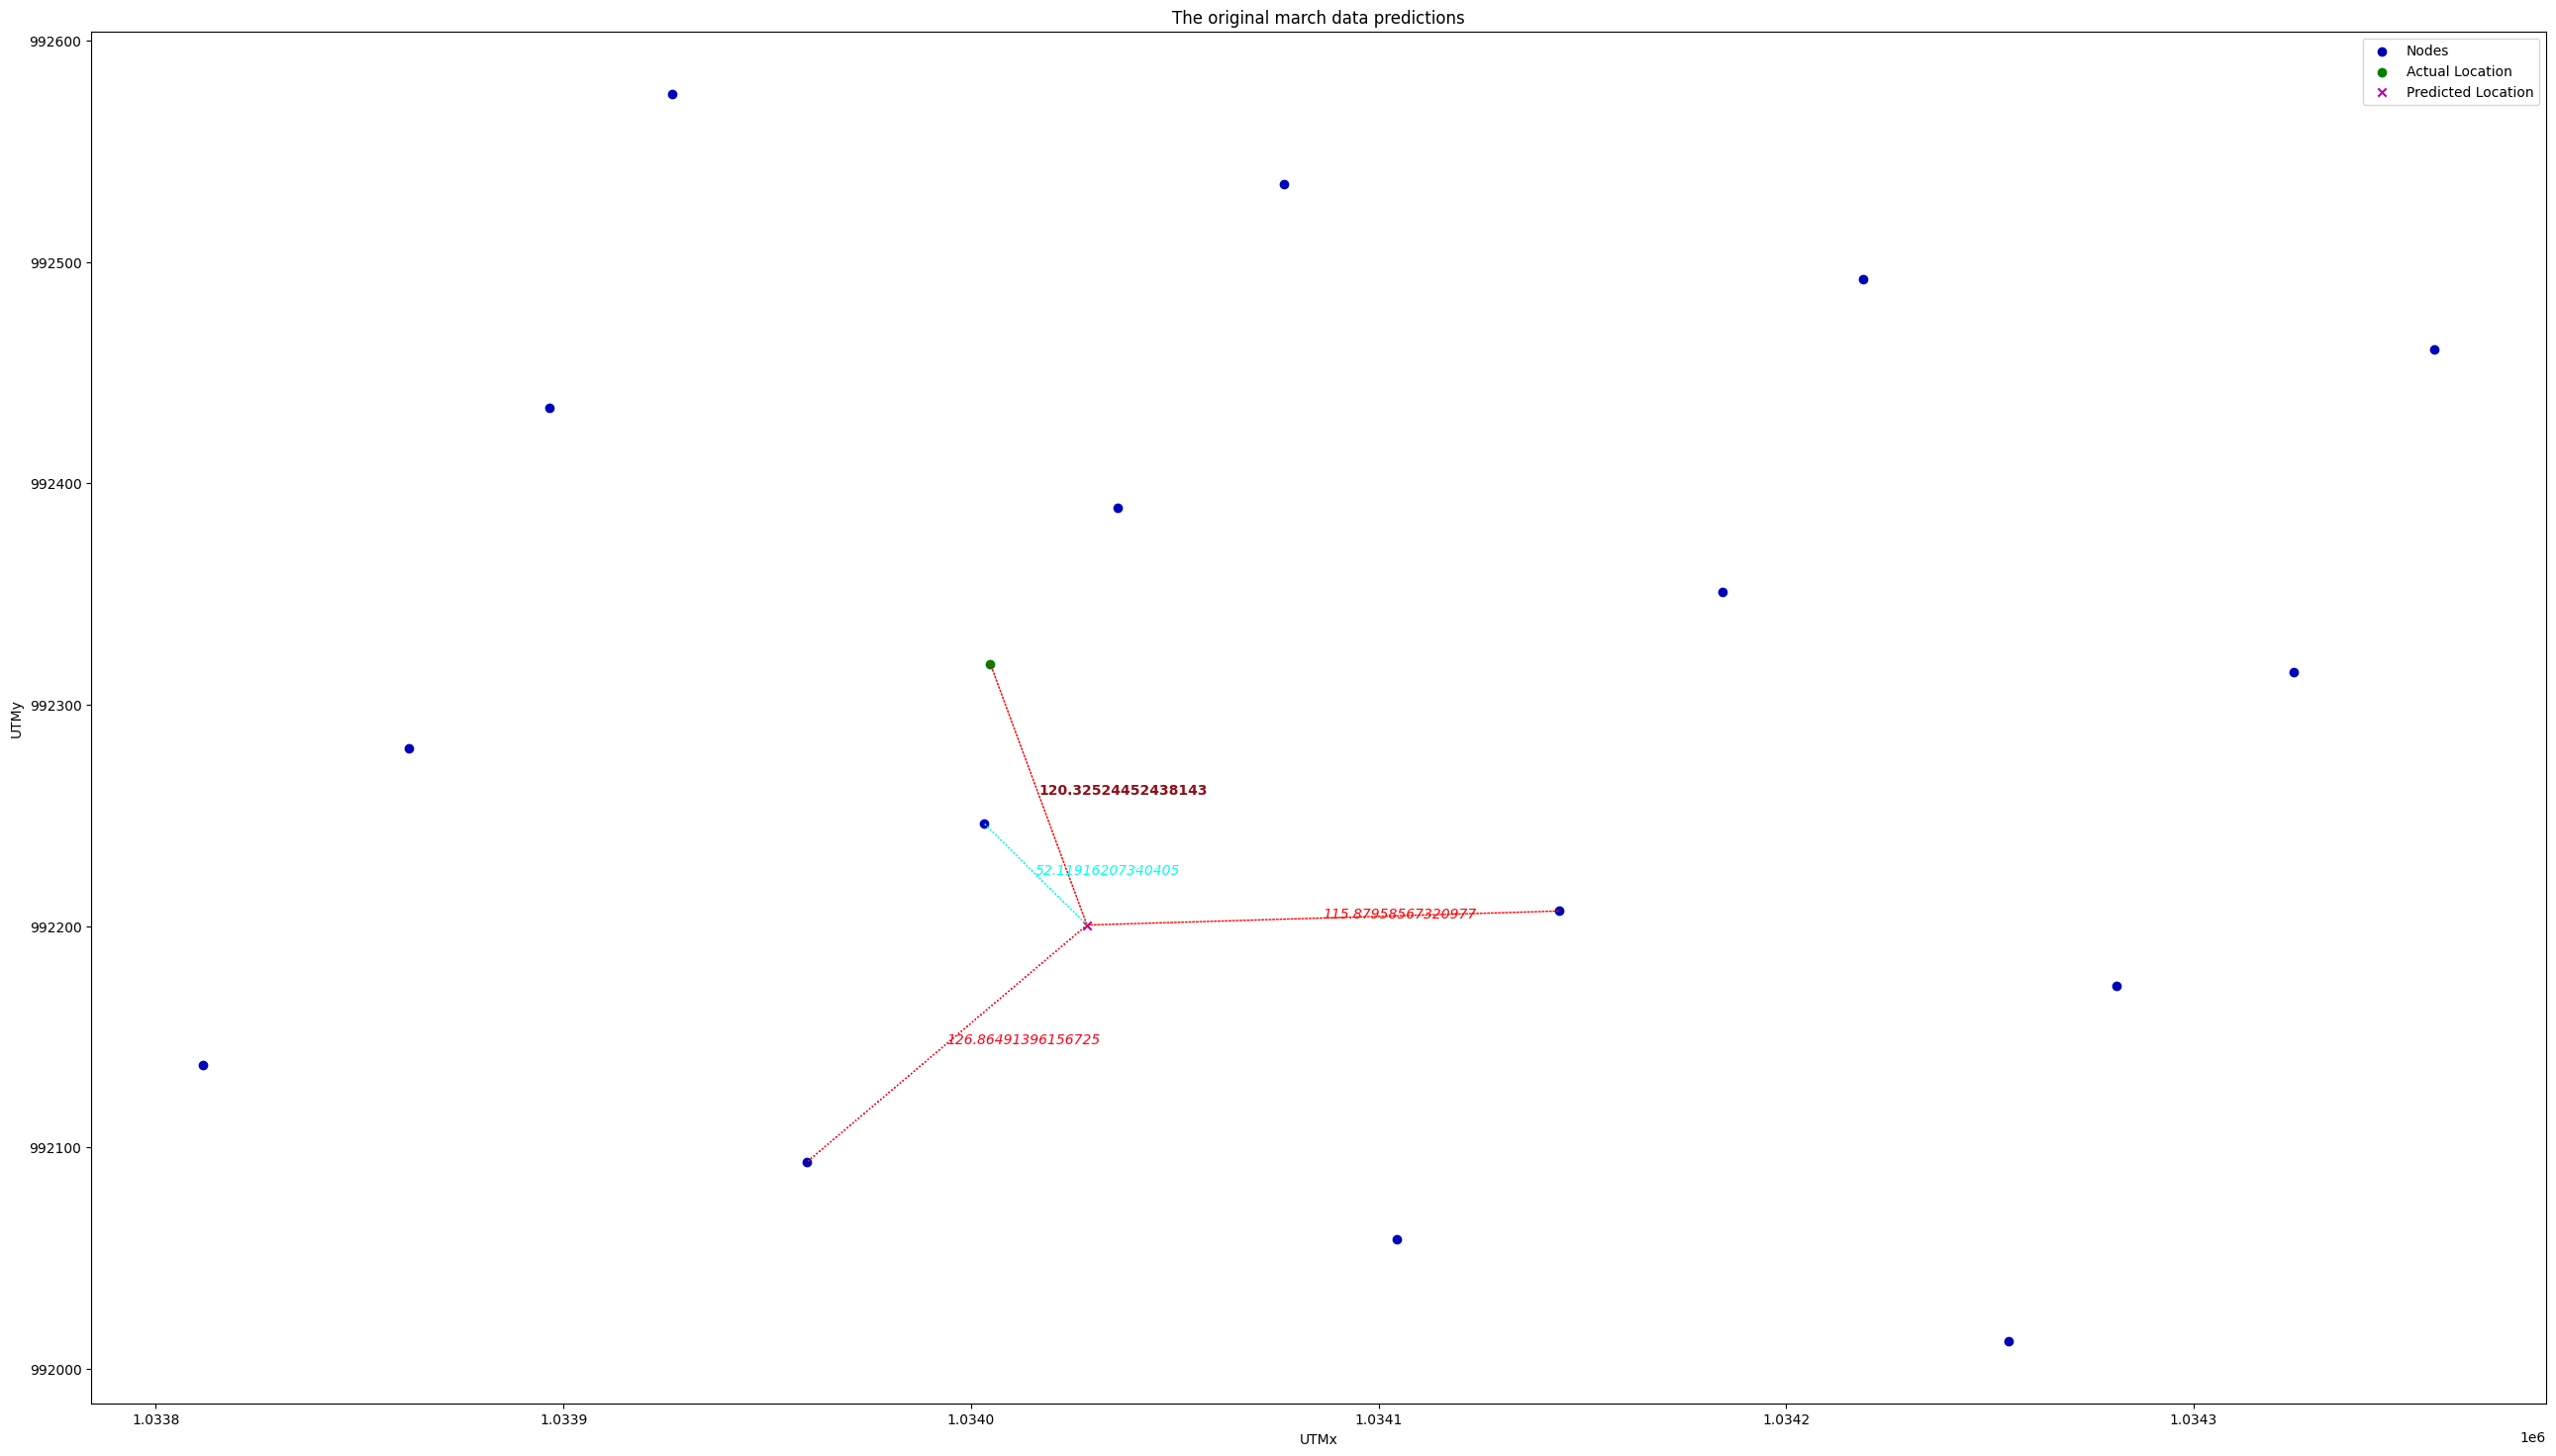 The original march data predictions
Nodes
Actual Location
Predicted Location
992600
992500
992400
992300
992200
992100
992000
UTMy
120.32524452438143
52.11916207340405
115.87958567320977
126.86491396156725
1.0338
1.0339
1.0340
1.0341
1.0342
1.0343
UTMx
1e6